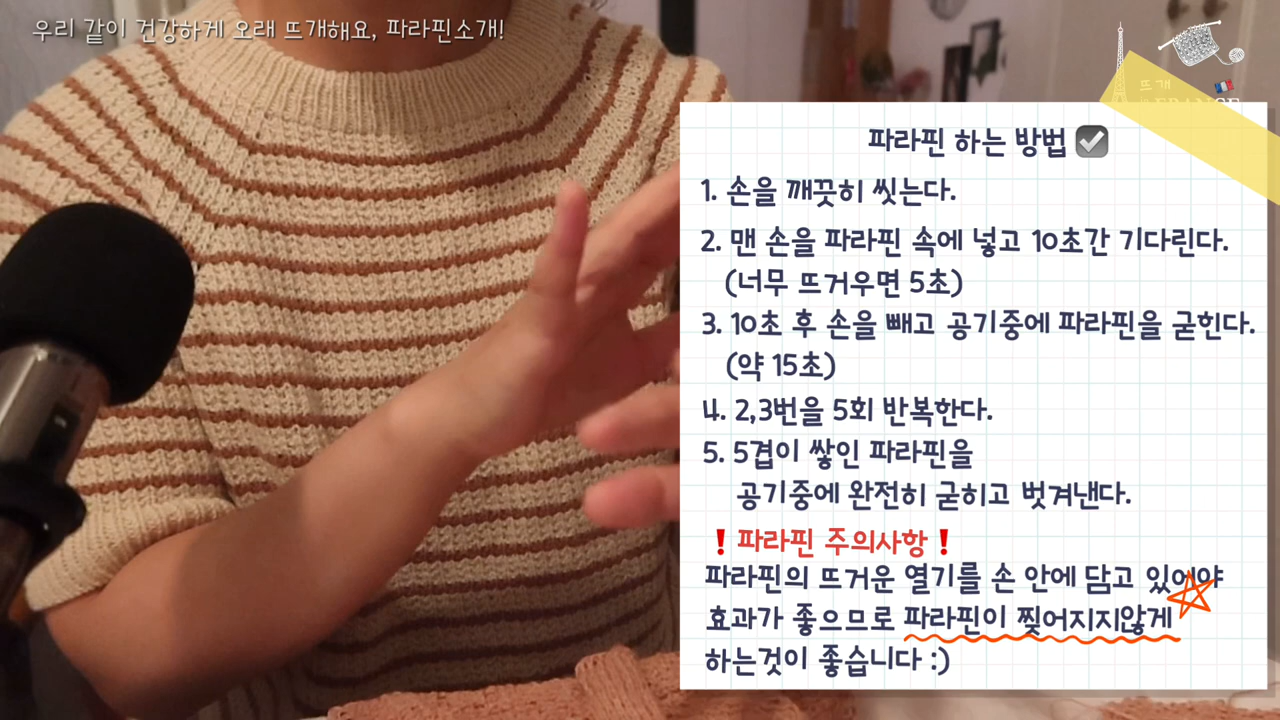 우리 같이 건강하게 오래 뜨개해요, 파라핀소개!
뜨개
FRANCE
파라핀 하는 방법 ✔
1. 손을 깨끗히 씻는다.
2. 맨 손을 파라핀 속에 넣고 10초간 기다린다.
(너무 뜨거우면 5초)
3. 10초 후 손을 빼고 공기중에 파라핀을 굳힌다.
(약 15초)
4. 2,3번을 5회 반복한다.
5. 5겹이 쌓인 파라핀을
공기중에 완전히 굳히고 벗겨낸다.
❗파라핀 주의사항❗
파라핀의 뜨거운 열기를 손 안에 담고 있어야
효과가 좋으므로 파라핀이 찢어지지않게
하는것이 좋습니다 :)